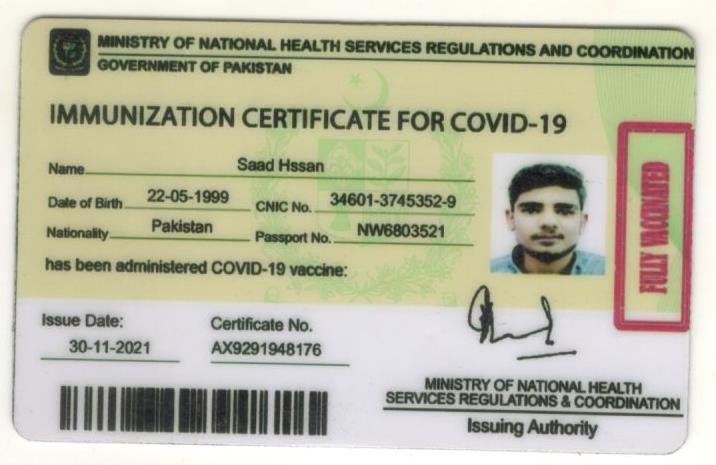 MINISTRY OF NATIONAL HEALTH SERVICES REGULATIONS AND COORDINATION
GOVERNMENT OF PAKISTAN
IMMUNIZATION CERTIFICATE FOR COVID-19
Name Saad Hssan
Date of Birth 22-05-1999 CNIC No. 34601-3745352-9
Nationality Pakistan Passport No. NW6803521
has been administered COVID-19 vaccine:
FULLY VACCINATED
Issue Date: Certificate No.
30-11-2021 AX9291948176
MINISTRY OF NATIONAL HEALTH
SERVICES REGULATIONS & COORDINATION
Issuing Authority